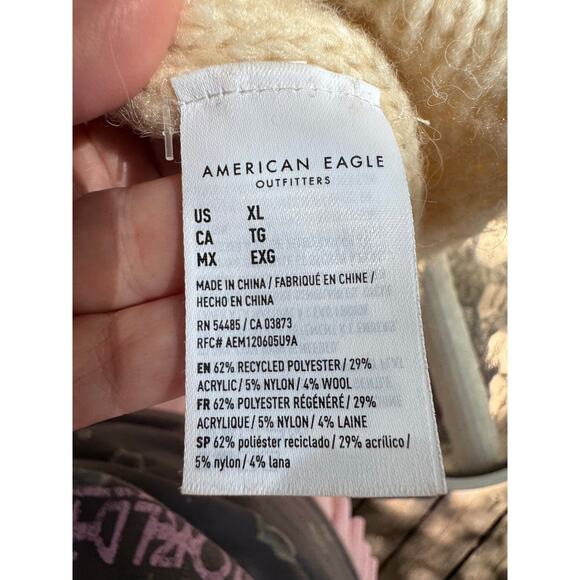 AMERICAN EAGLE
OUTFITTERS
US XL
CA TG
MX EXG
MADE IN CHINA / FABRIQUÉ EN CHINE /
HECHO EN CHINA
RN 54485 / CA 03873
RFC# AEM120605U9A
EN 62% RECYCLED POLYESTER / 29%
ACRYLIC / 5% NYLON / 4% WOOL
FR 62% POLYESTER RÉGÉNÉRÉ / 29%
ACRYLIQUE / 5% NYLON / 4% LAINE
SP 62% poliéster reciclado / 29% acrílico /
5% nylon / 4% lana